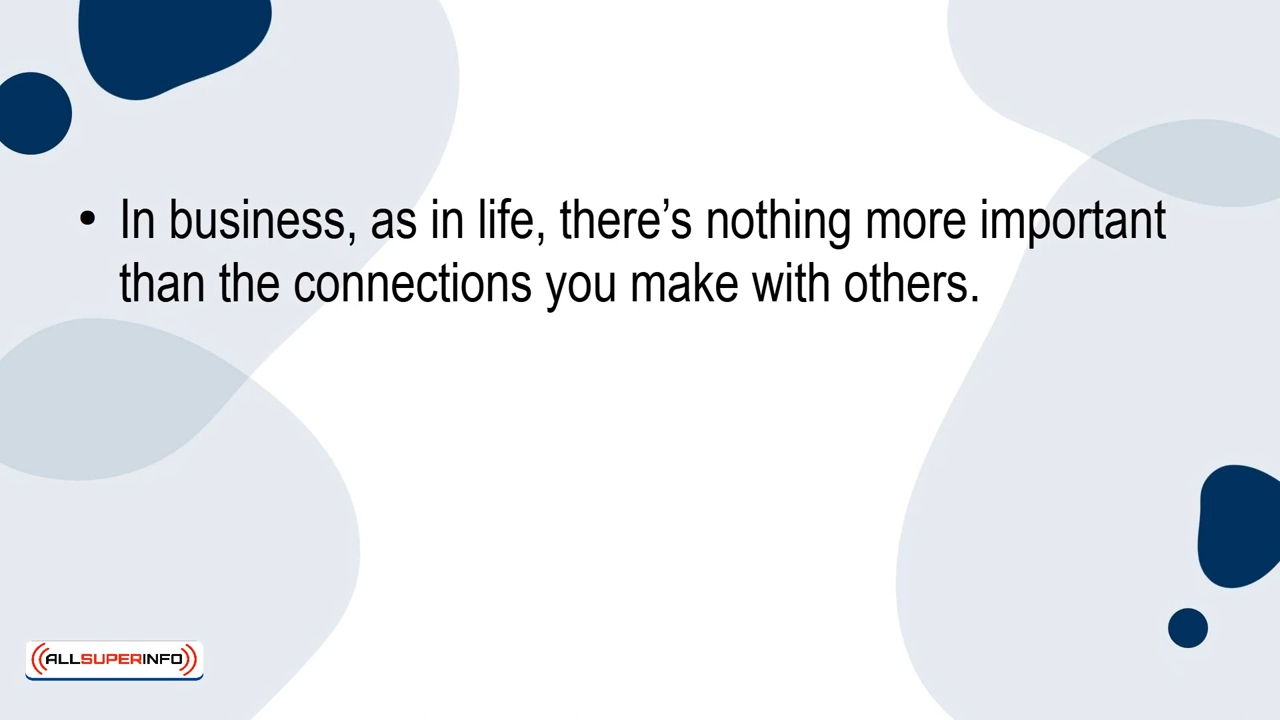 • In business, as in life, there’s nothing more important
than the connections you make with others.
ALLSUPERINFO